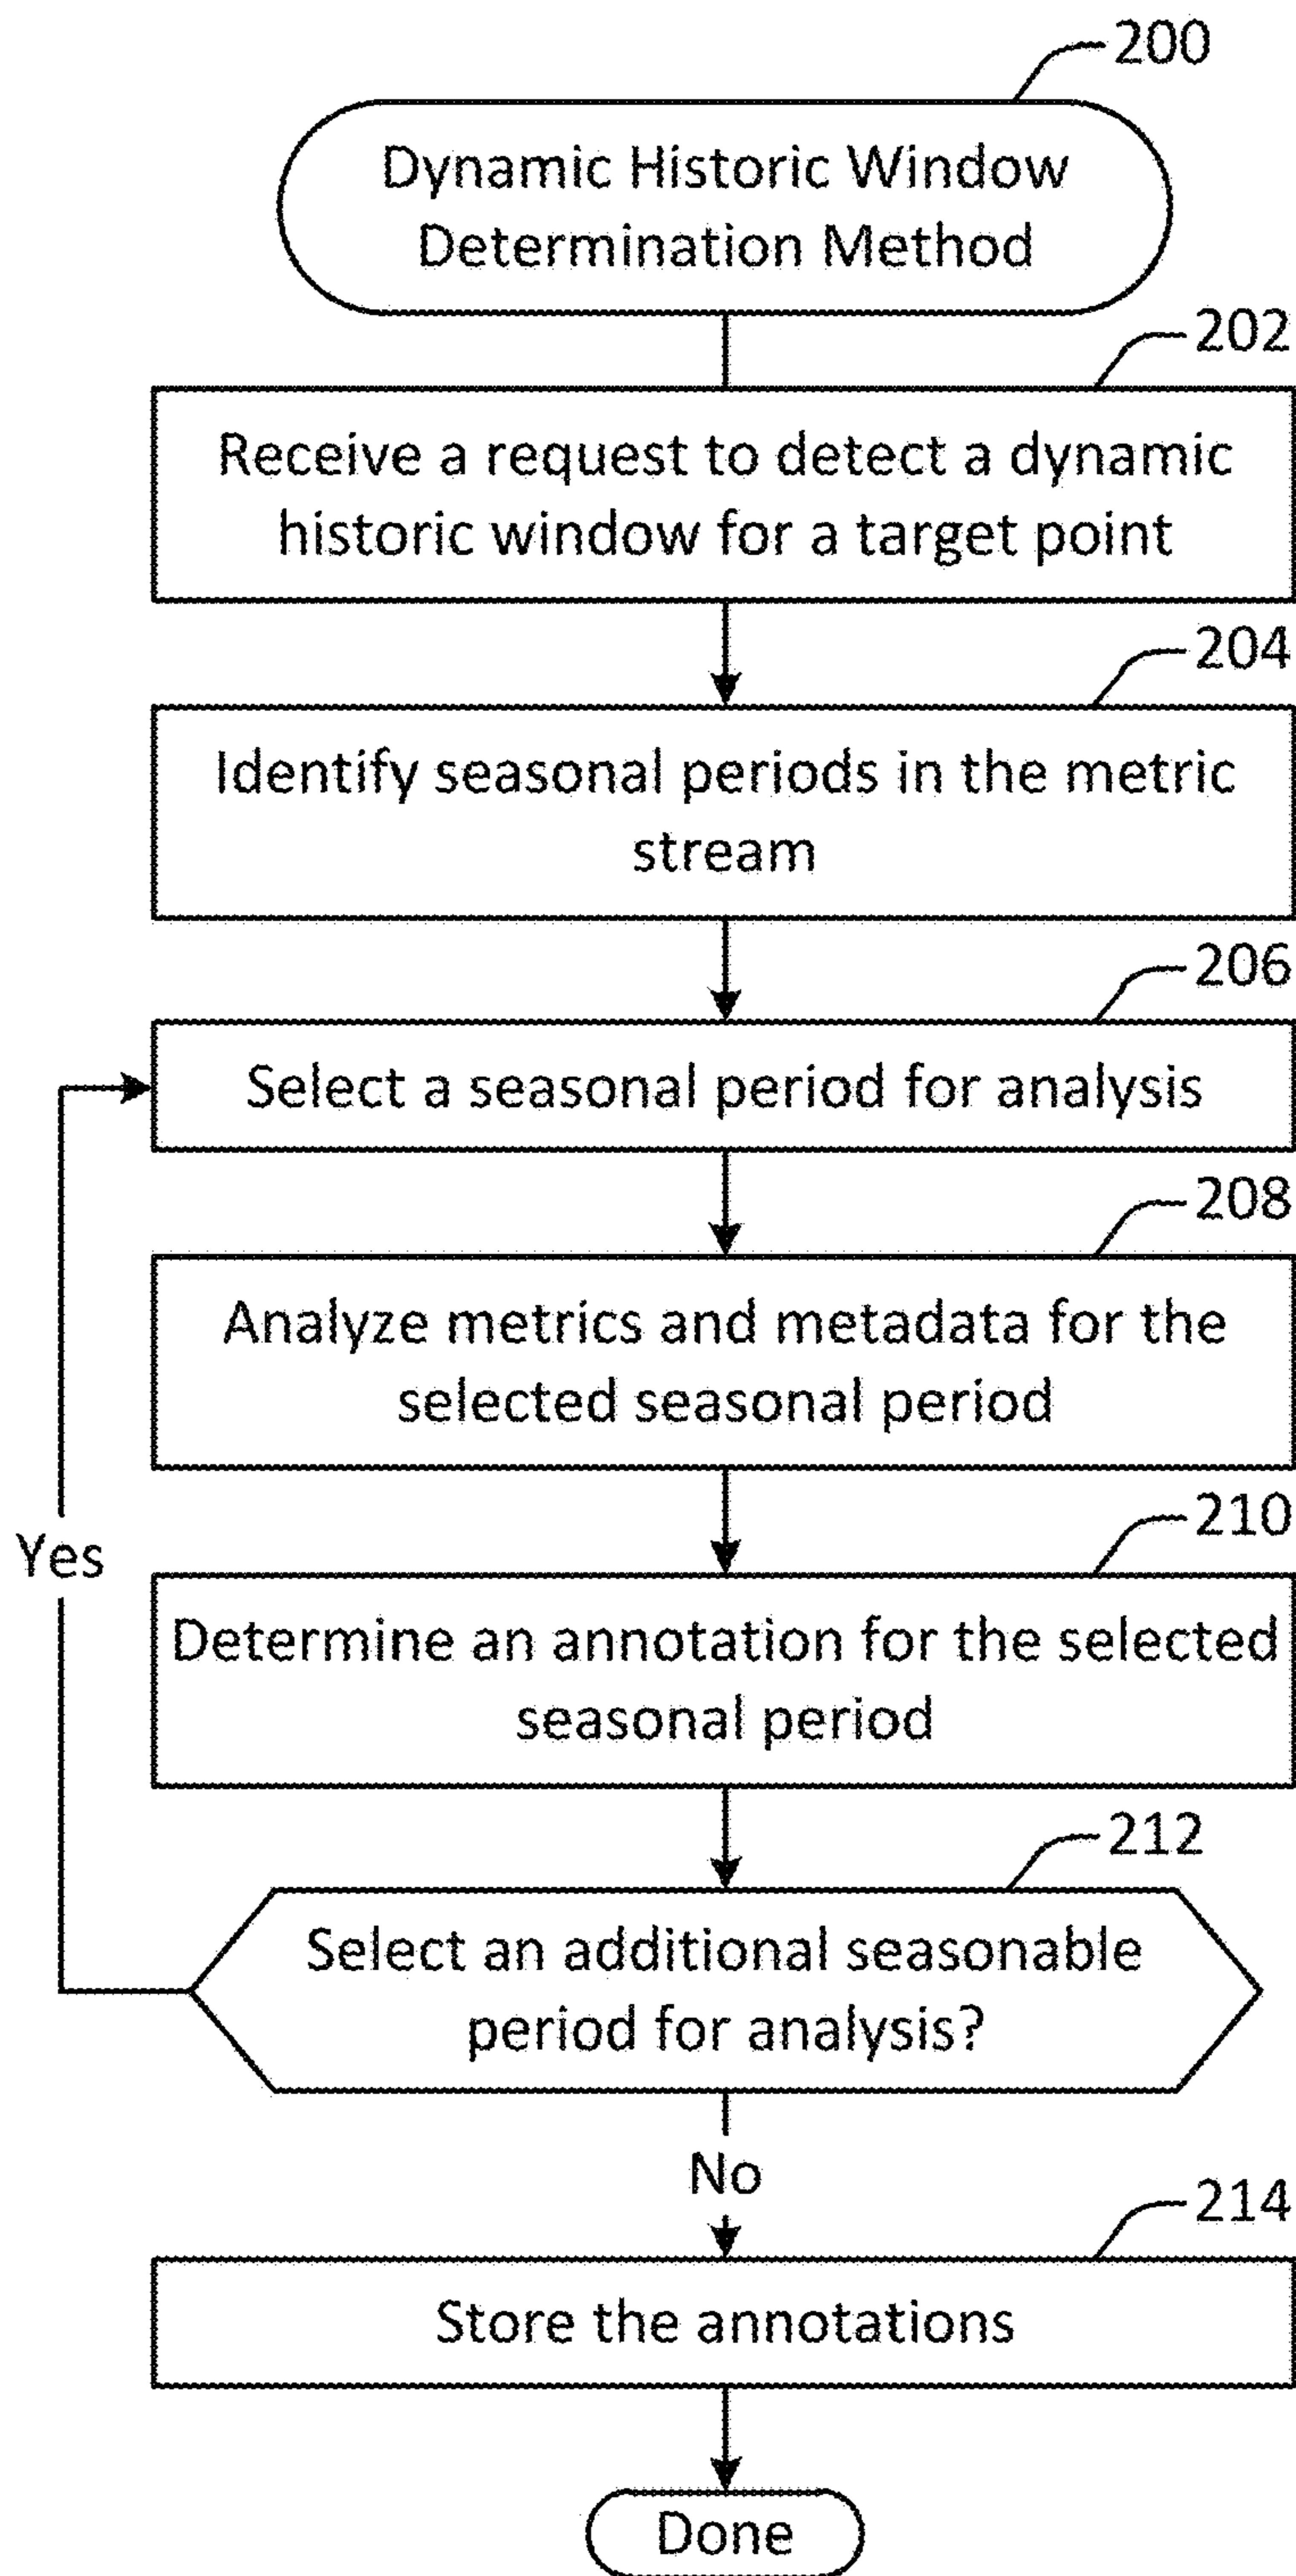 200
Dynamic Historic Window
Determination Method
202
Receive a request to detect a dynamic
historic window for a target point
204
Identify seasonal periods in the metric
stream
206
Select a seasonal period for analysis
208
Analyze metrics and metadata for the
selected seasonal period
210
Yes
Determine an annotation for the selected
seasonal period
212
Select an additional seasonable
period for analysis?
No
214
Store the annotations
Done